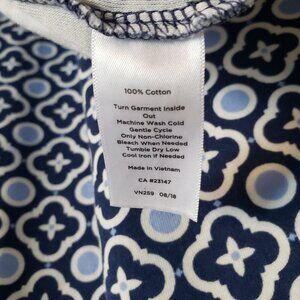 100% Cotton
Turn Garment Inside
Out
Machine Wash Cold
Gentle Cycle
Only Non-Chlorine
Bleach When Needed
Tumble Dry Low
Cool Iron if Needed
Made in Vietnam
CA #23147
VN259 08/18